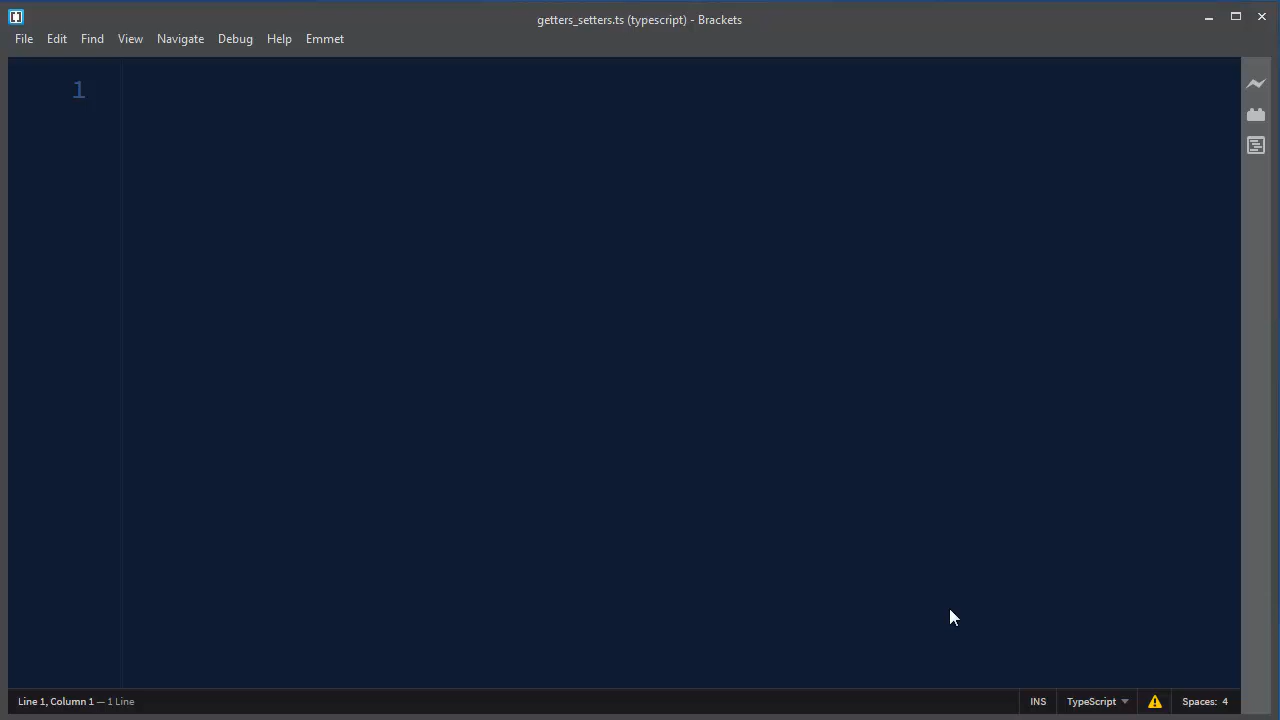 getters_setters.ts (typescript) - Brackets
File Edit Find View Navigate Debug Help Emmet
1
Line 1, Column 1 — 1 Line INS TypeScript Spaces: 4